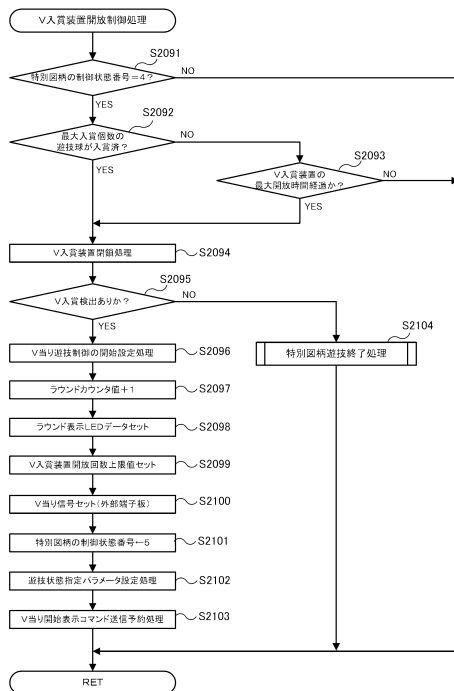 V入賞装置開放制御処理
S2091
特別図柄の制御状態番号=4?
NO
YES
S2092
最大入賞個数の
遊技球が入賞済?
NO
YES
S2093
V入賞装置の
最大開放時間経過か?
NO
YES
V入賞装置閉鎖処理
S2094
S2095
V入賞検出ありか?
NO
YES
S2104
特別図柄遊技終了処理
V当り遊技制御の開始設定処理
S2096
ラウンドカウンタ値+1
S2097
ラウンド表示LEDデータセット
S2098
V入賞装置開放回数上限値セット
S2099
V当り信号セット(外部端子板)
S2100
特別図柄の制御状態番号←5
S2101
遊技状態指定パラメータ設定処理
S2102
V当り開始表示コマンド送信予約処理
S2103
RET